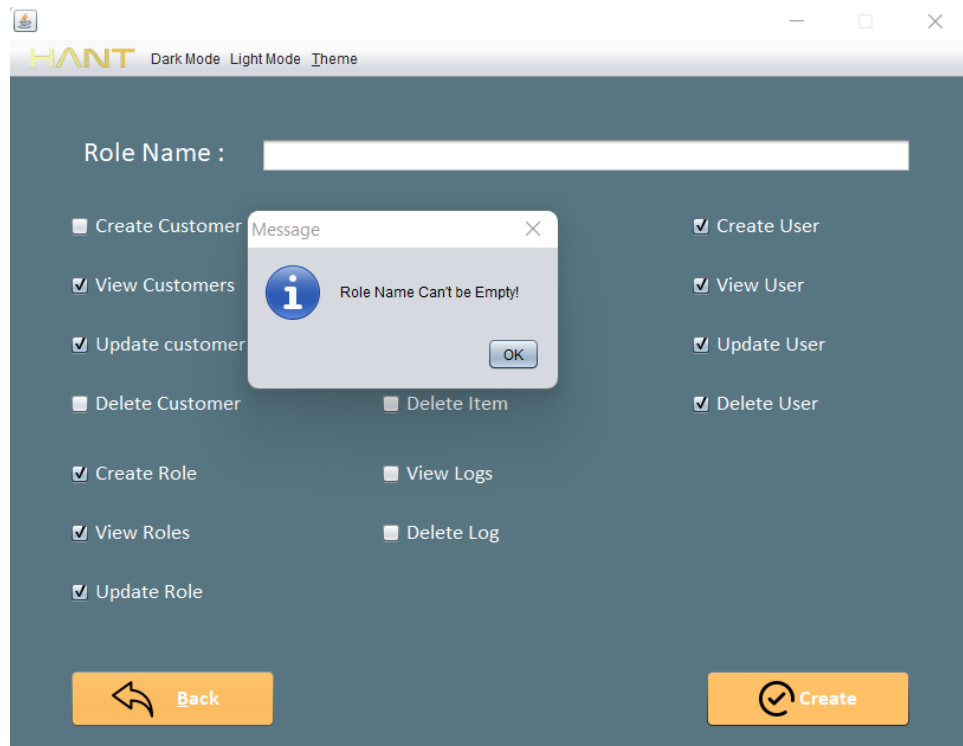 HANT Dark Mode Light Mode Theme
Role Name :
Create Customer
Create User
Message
View Customers
Role Name Can't be Empty!
View User
Update customer
OK
Update User
Delete Customer
Delete Item
Delete User
Create Role
View Logs
View Roles
Delete Log
Update Role
Back
Create